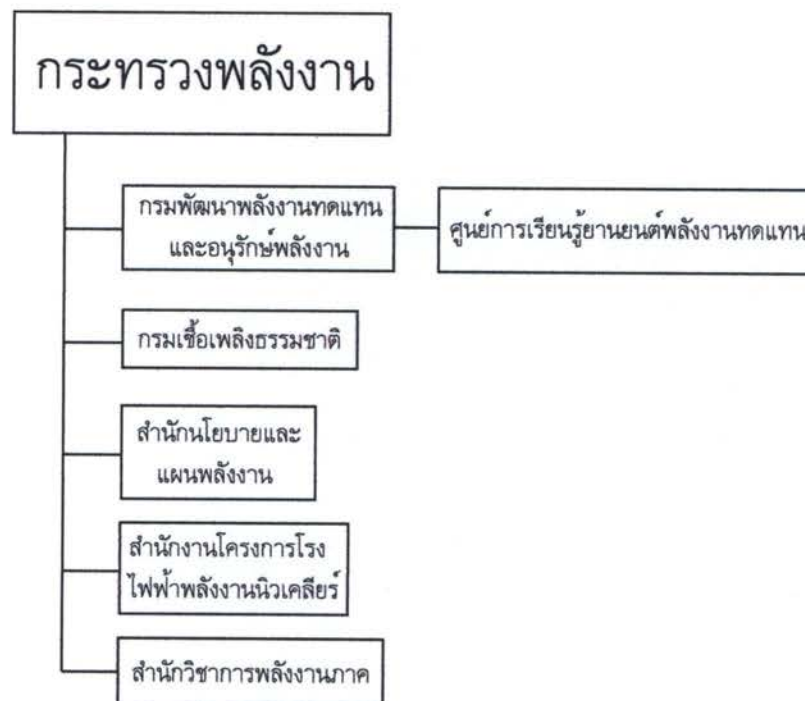 กระทรวงพลังงาน
กรมพัฒนาพลังงานทดแทน
และอนุรักษ์พลังงาน
ศูนย์การเรียนรู้ยานยนต์พลังงานทดแทน
กรมเชื้อเพลิงธรรมชาติ
สำนักนโยบายและ
แผนพลังงาน
สำนักงานโครงการโรง
ไฟฟ้าพลังงานนิวเคลียร์
สำนักวิชาการพลังงานภาค